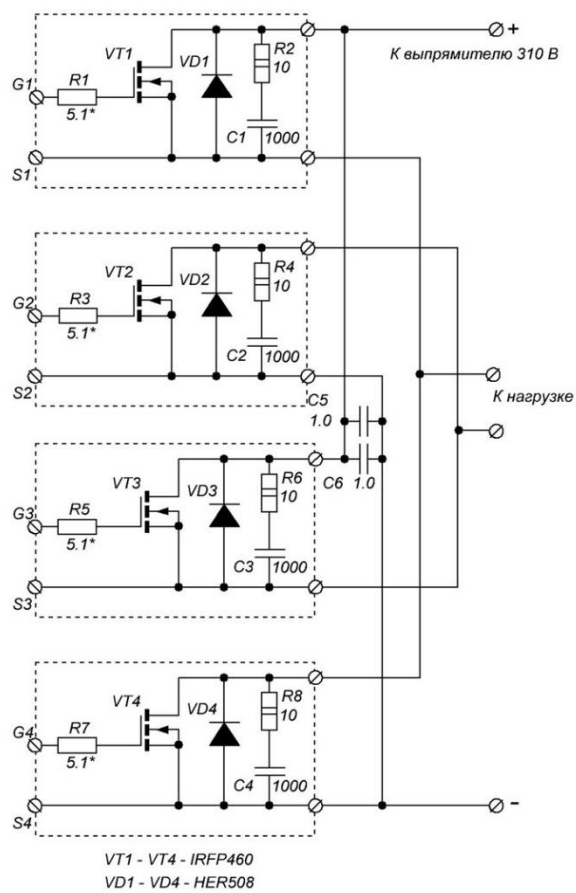 +
К выпрямителю 310 В
VT1
VD1
R2
10
G1
R1
5.1*
C1
1000
S1
VT2
VD2
R4
10
G2
R3
5.1*
C2
1000
S2
К нагрузке
C5
1.0
VT3
VD3
R6
10
C6
1.0
G3
R5
5.1*
C3
1000
S3
VT4
VD4
R8
10
G4
R7
5.1*
C4
1000
S4
-
VT1 - VT4 - IRFP460
VD1 - VD4 - HER508